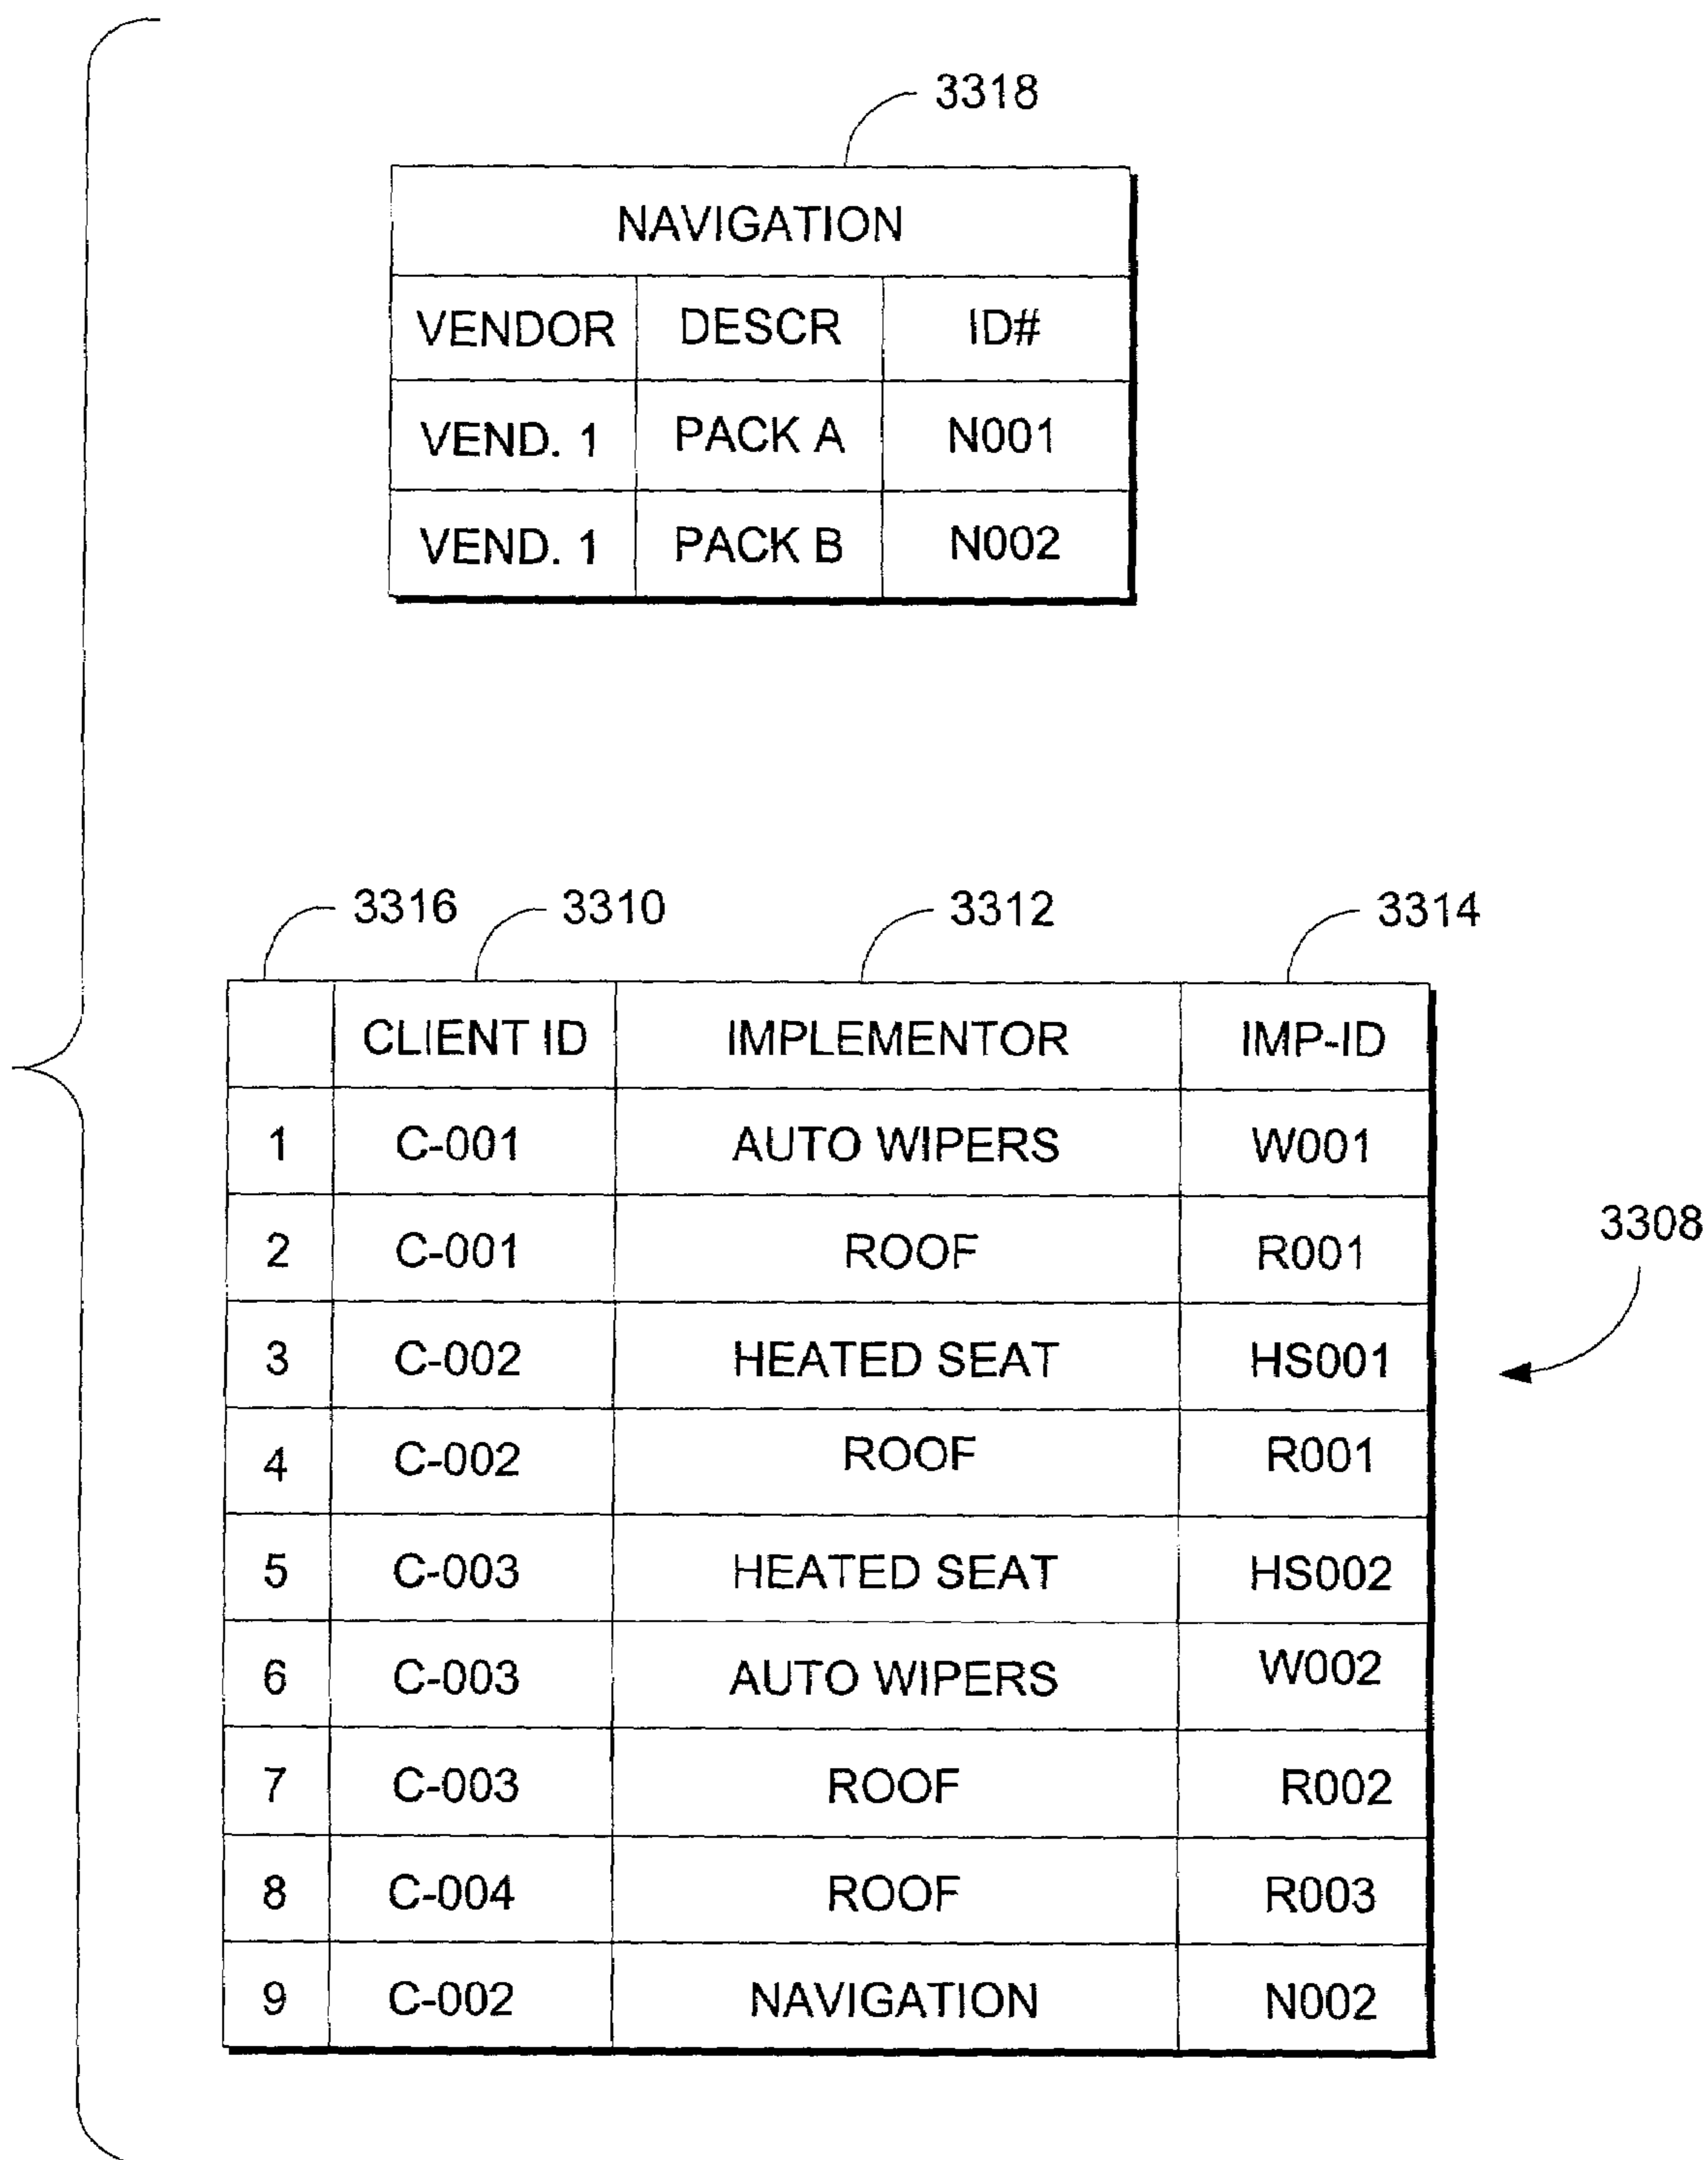 3318
NAVIGATION
VENDOR DESCR ID#
VEND. 1 PACK A N001
VEND. 1 PACK B N002
3316 3310 3312 3314
CLIENT ID IMPLEMENTOR IMP-ID
1 C-001 AUTO WIPERS W001
2 C-001 ROOF R001
3308
3 C-002 HEATED SEAT HS001
4 C-002 ROOF R001
5 C-003 HEATED SEAT HS002
6 C-003 AUTO WIPERS W002
7 C-003 ROOF R002
8 C-004 ROOF R003
9 C-002 NAVIGATION N002